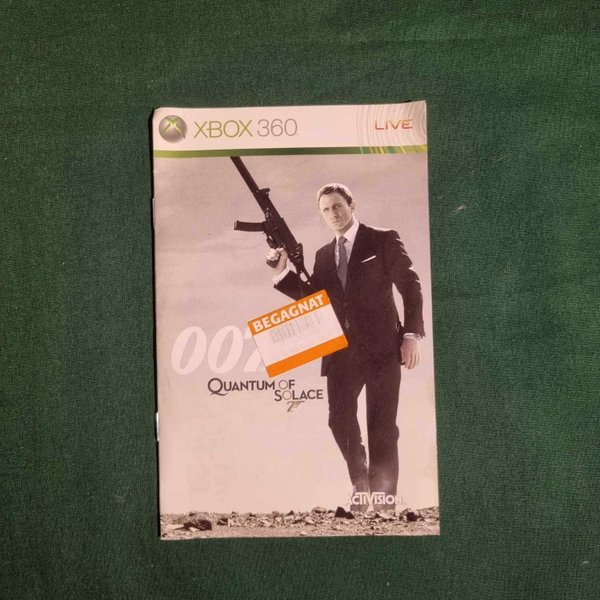 XBOX 360
LIVE
BEGAGNAT
007
QUANTUM OF
SOLACE
ACTIVISION